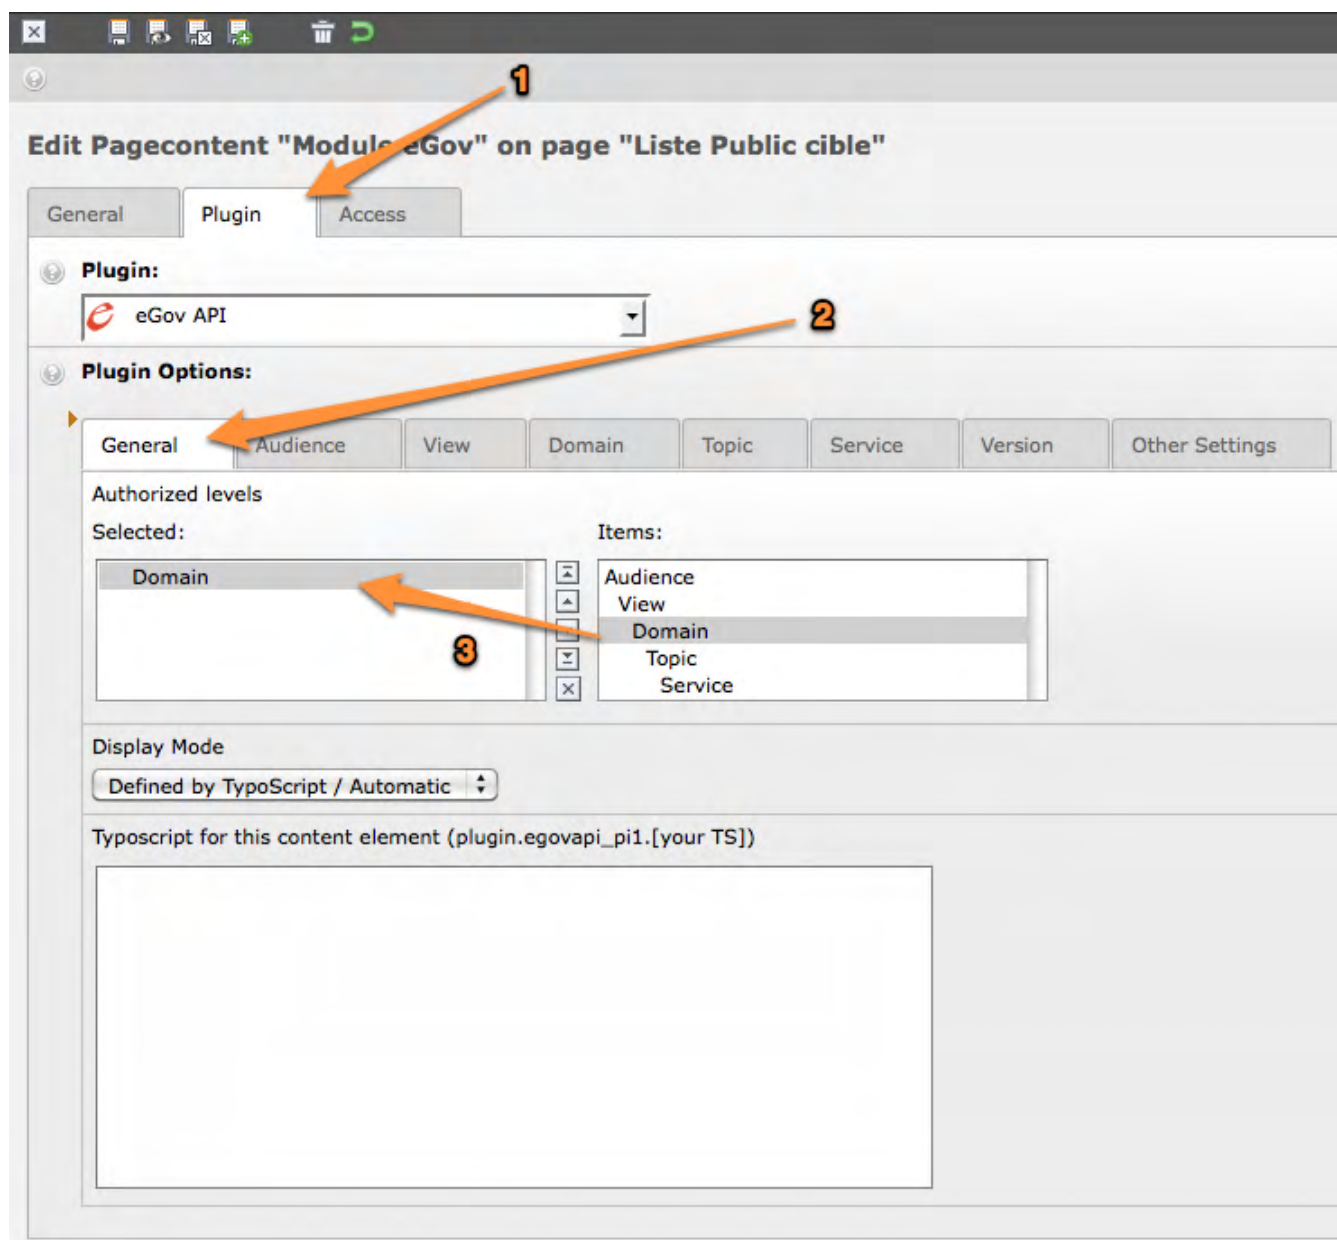 1
Edit Pagecontent "Module eGov" on page "Liste Public cible"
General Plugin Access
Plugin:
eGov API
2
Plugin Options:
General Audience View Domain Topic Service Version Other Settings
Authorized levels
Selected: Items:
Domain Audience
View
Domain
3 Topic
Service
Display Mode
Defined by TypoScript / Automatic
Typoscript for this content element (plugin.egovapi_pi1.[your TS])